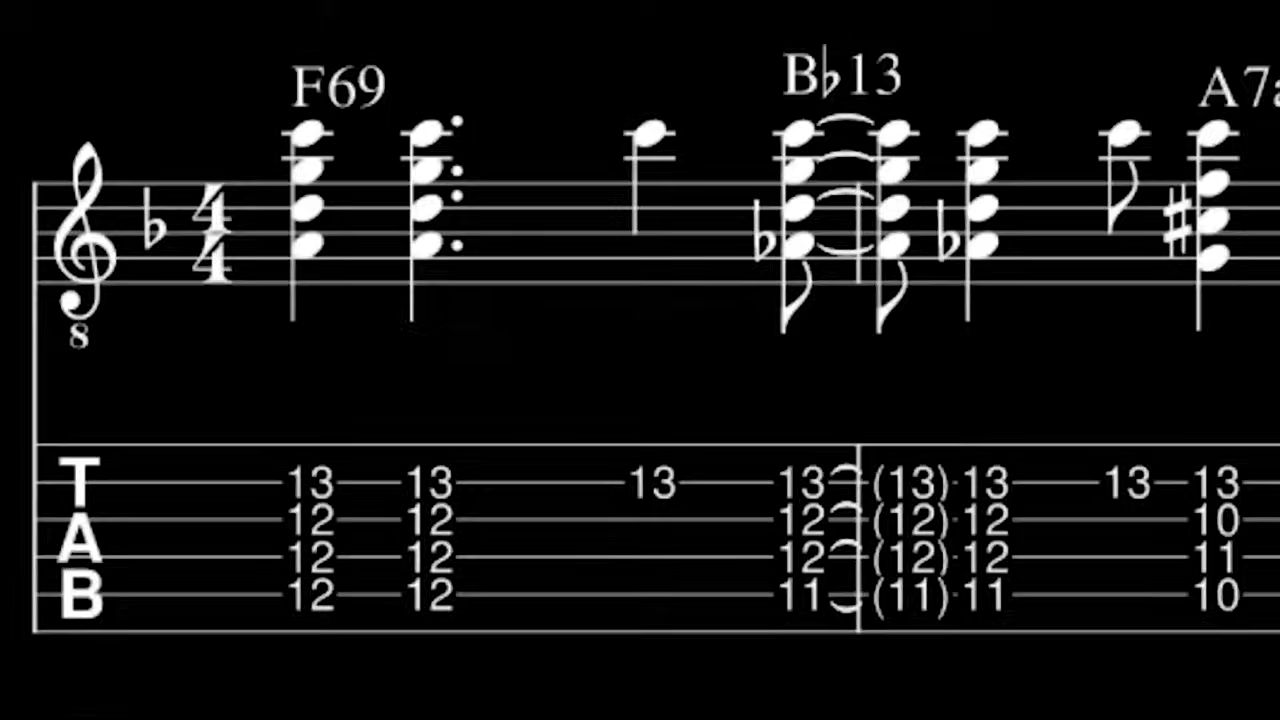 F69 B♭13 A7a
4
4
8
T 13 13 13 13 (13) 13 13 13
A 12 12 12 (12) 12 10
12 12 12 (12) 12 11
B 12 12 11 (11) 11 10